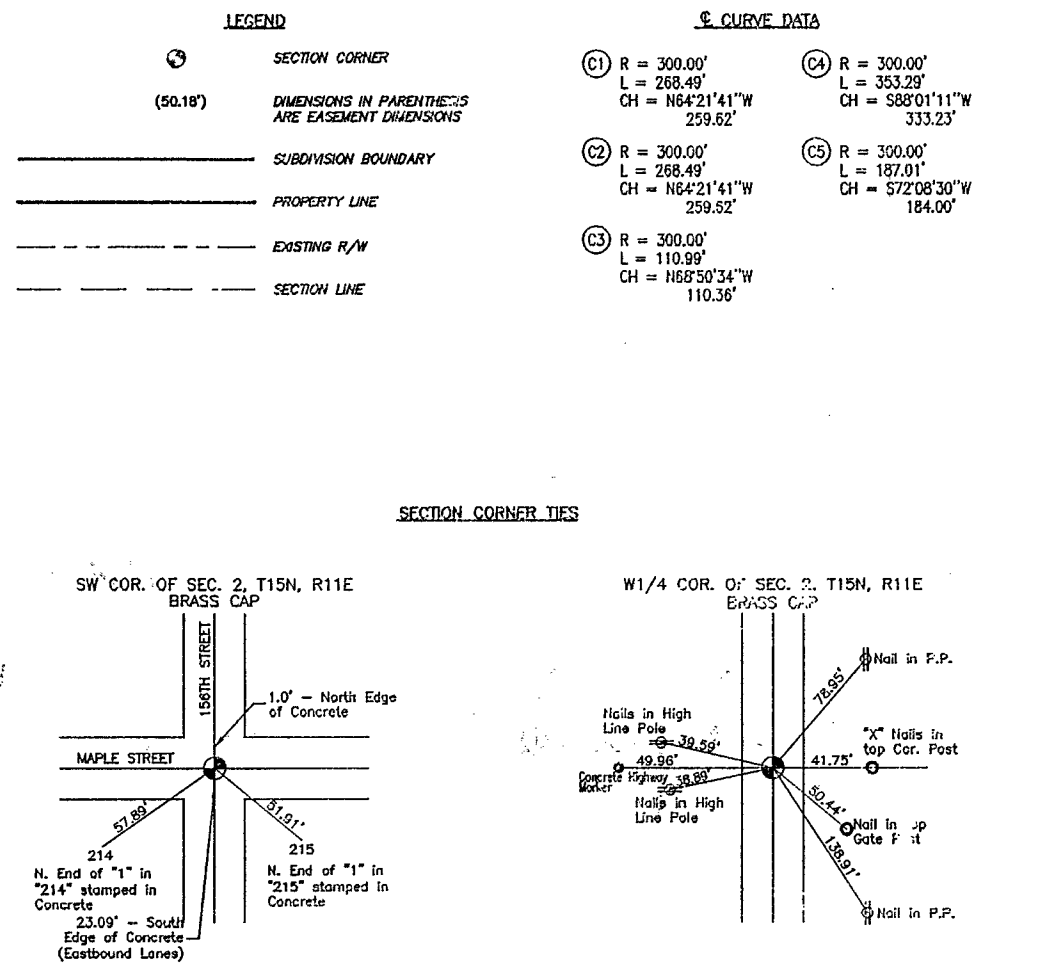 LEGEND
SECTION CORNER
(50.18') DIMENSIONS IN PARENTHESIS
ARE EASEMENT DIMENSIONS
SUBDIVISION BOUNDARY
PROPERTY LINE
EXISTING R/W
SECTION LINE
℄ CURVE DATA
C1 R = 300.00'
L = 268.49'
CH = N64°21'41"W
259.62'
C2 R = 300.00'
L = 268.49'
CH = N64°21'41"W
259.62'
C3 R = 300.00'
L = 110.99'
CH = N68°50'34"W
110.36'
C4 R = 300.00'
L = 353.29'
CH = S88°01'11"W
333.23'
C5 R = 300.00'
L = 187.01'
CH = S72°08'30"W
184.00'
SECTION CORNER TIES
SW COR. OF SEC. 2, T15N, R11E
BRASS CAP
156TH STREET
1.0' – North Edge
of Concrete
MAPLE STREET
57.89'
51.91'
214
N. End of "1" in
"214" stamped in
Concrete
215
N. End of "1" in
"215" stamped in
Concrete
23.09' – South
Edge of Concrete
(Eastbound Lanes)
W1/4 COR. OF SEC. 2, T15N, R11E
BRASS CAP
Nail in P.P.
78.95'
Nails in High
Line Pole
39.59'
"X" Nails in
top Cor. Post
49.96'
41.75'
Concrete Highway
38.89'
Nails in High
Line Pole
50.44'
Nail in
Gate
138.91'
Nail in P.P.